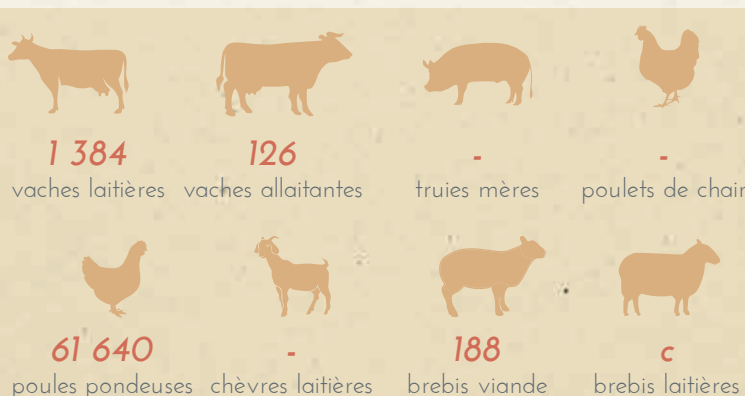 1 384 126 - -
vaches laitières vaches allaitantes truies mères poulets de chair
61 640 - 188 c
poules pondeuses chèvres laitières brebis viande brebis laitières